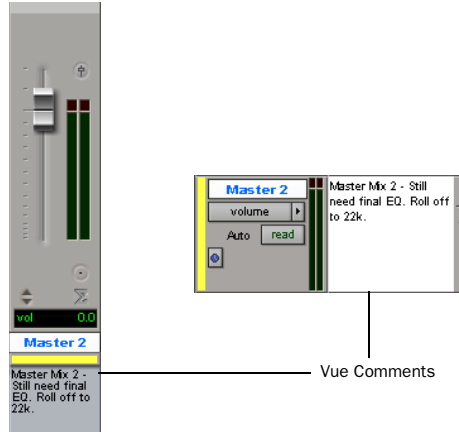 vol 0.0
Master 2
Master Mix 2 -
Still need final
EQ. Roll off to
22k.
Master 2
volume
Auto read
Master Mix 2 - Still
need final EQ. Roll off
to 22k.
Vue Comments